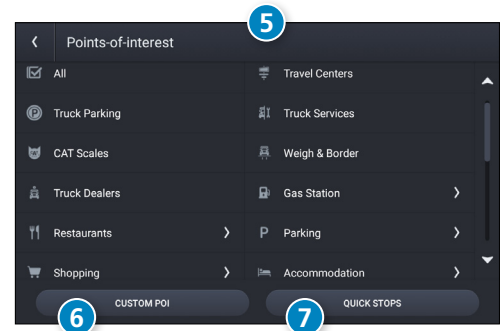 5
Points-of-interest
All Travel Centers
P Truck Parking Truck Services
CAT Scales Weigh & Border
Truck Dealers Gas Station
Restaurants P Parking
Shopping Accommodation
CUSTOM POI QUICK STOPS
6 7